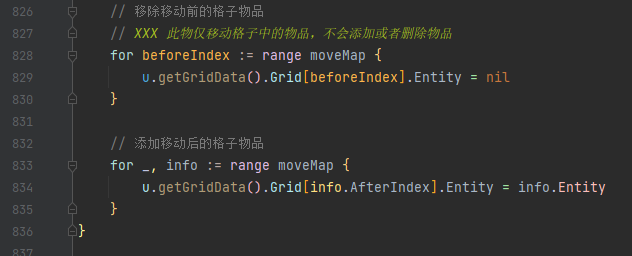 826 // 移除移动前的格子物品
827 // XXX 此物仅移动格子中的物品，不会添加或者删除物品
828 for beforeIndex := range moveMap {
829 u.getGridData().Grid[beforeIndex].Entity = nil
830 }
831
832 // 添加移动后的格子物品
833 for _, info := range moveMap {
834 u.getGridData().Grid[info.AfterIndex].Entity = info.Entity
835 }
836 }
837